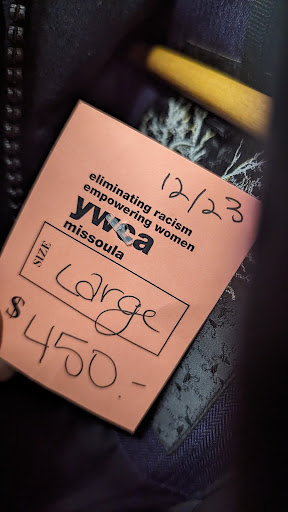 12/23
eliminating racism
empowering women
ywca
missoula
SIZE
Large
$450.-